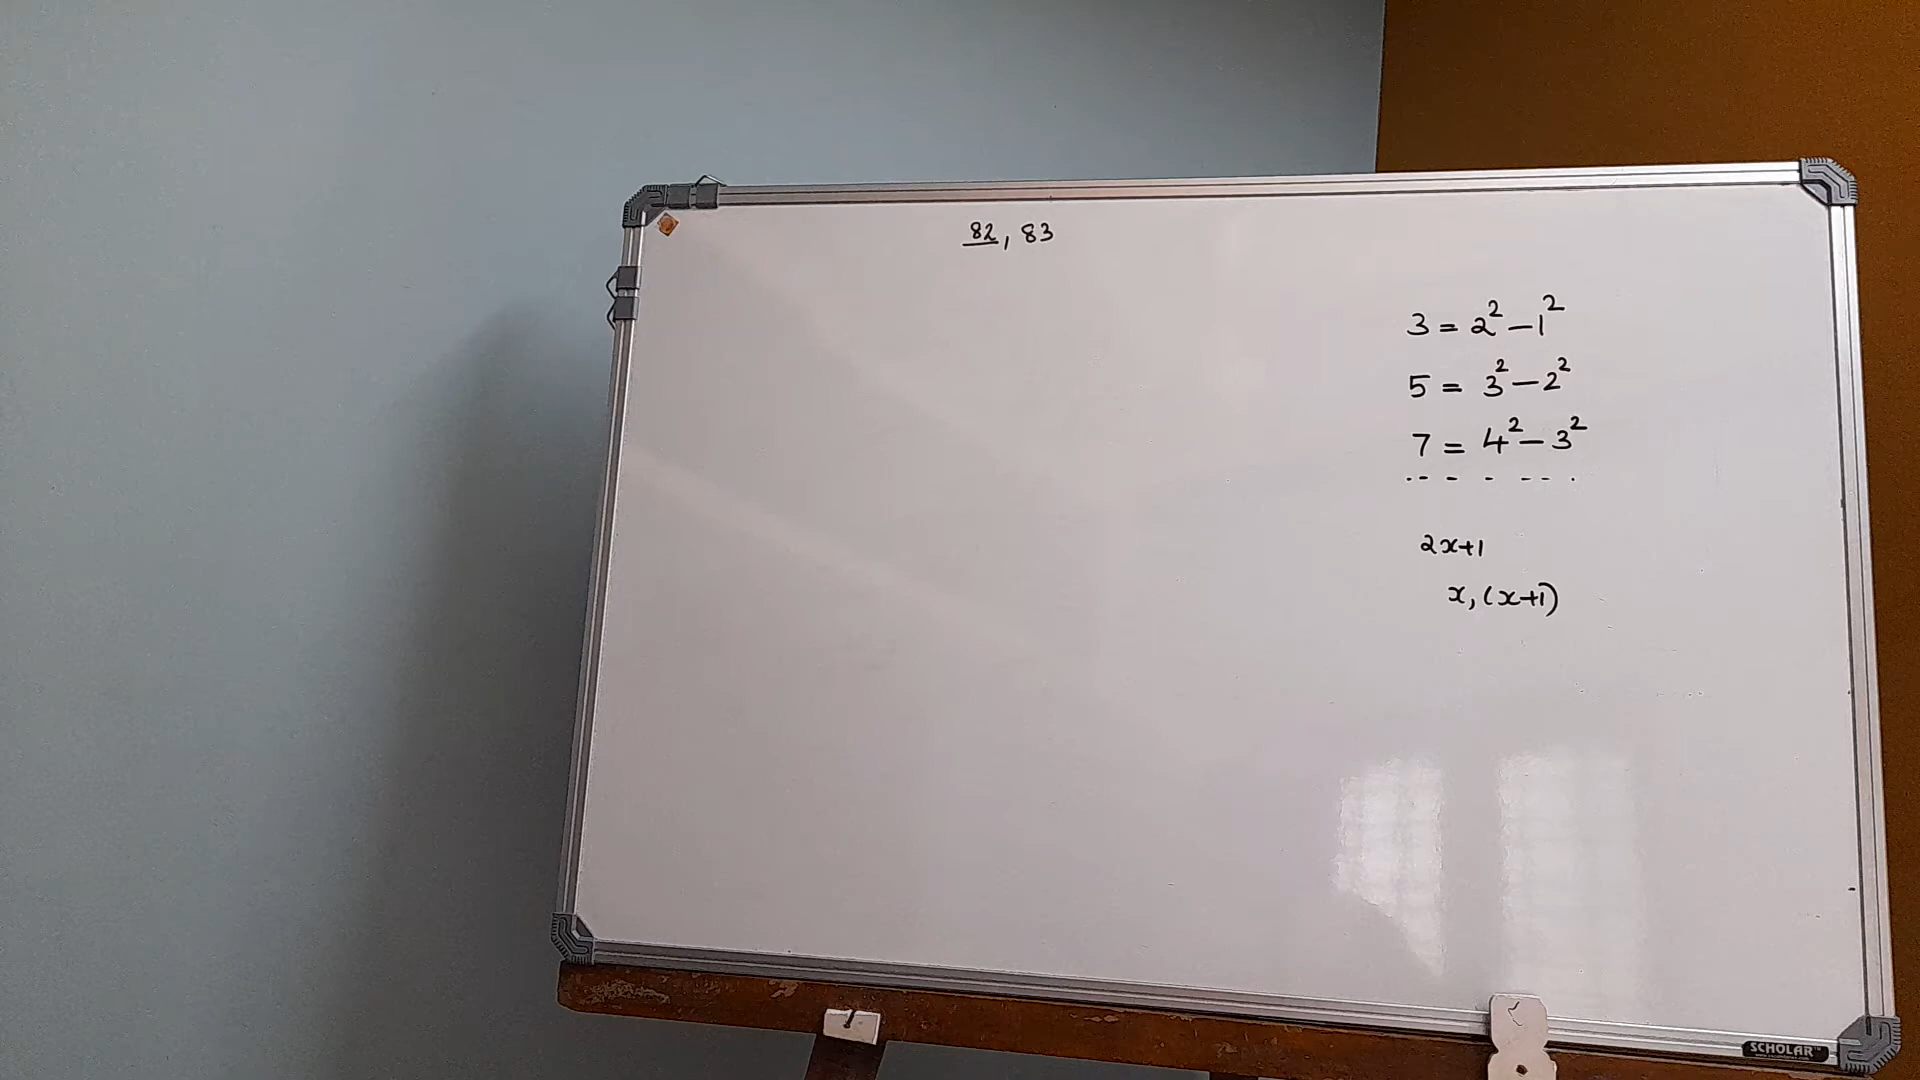 82, 83
3 = 2² - 1²
5 = 3² - 2²
7 = 4² - 3²
.. - - - - .
2x+1
x, (x+1)
SCHOLAR